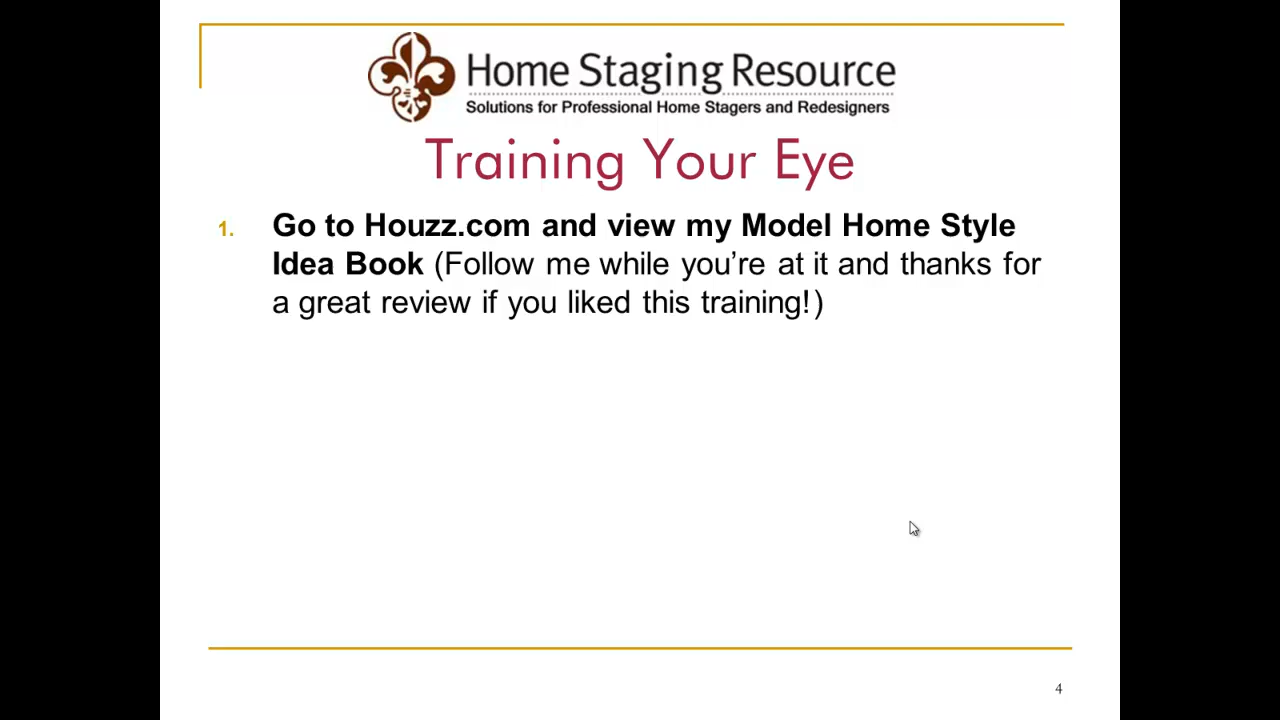 Home Staging Resource
Solutions for Professional Home Stagers and Redesigners
Training Your Eye
1. Go to Houzz.com and view my Model Home Style
Idea Book (Follow me while you’re at it and thanks for
a great review if you liked this training!)
4